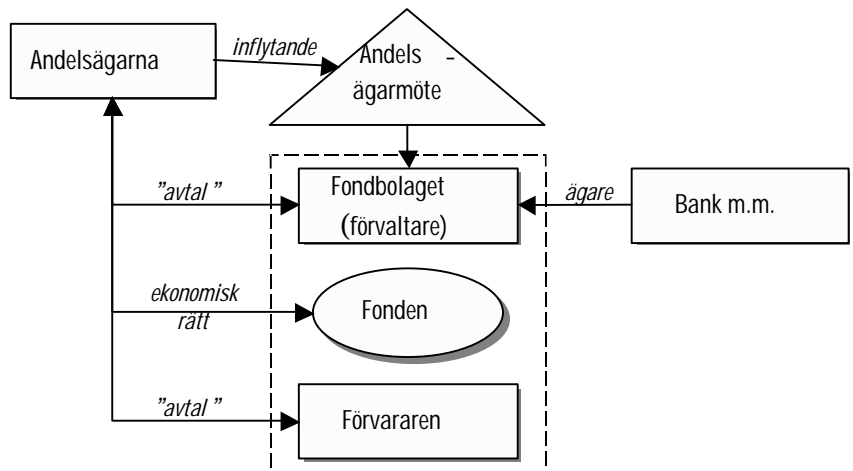 Andelsägarna
inflytande
Andels -
ägarmöte
"avtal"
Fondbolaget
(förvaltare)
ägare
Bank m.m.
ekonomisk
rätt
Fonden
"avtal"
Förvararen